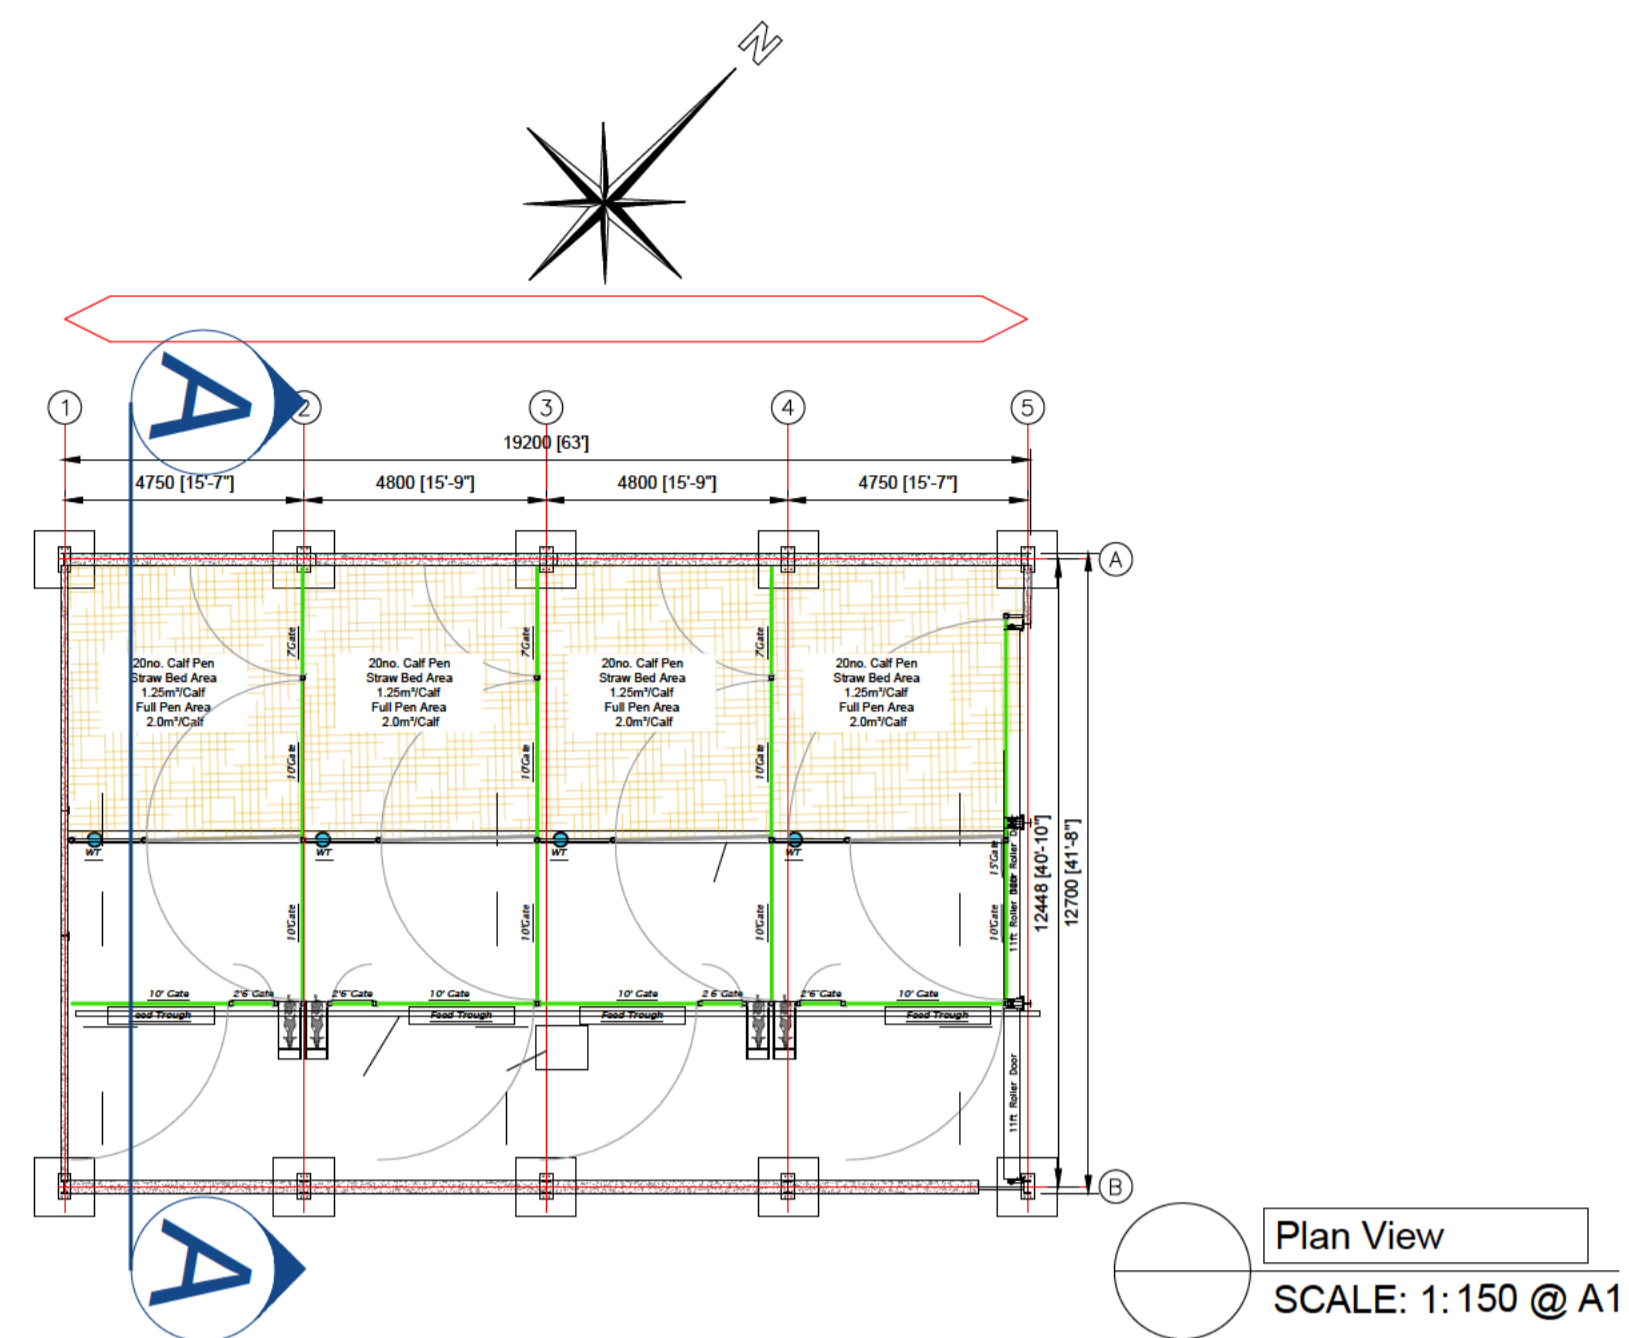 N
A
1
2
3
4
5
19200 [63']
4750 [15'-7"]
4800 [15'-9"]
4800 [15'-9"]
4750 [15'-7"]
A
20no. Calf Pen
Straw Bed Area
1.25m²/Calf
Full Pen Area
2.0m²/Calf
20no. Calf Pen
Straw Bed Area
1.25m²/Calf
Full Pen Area
2.0m²/Calf
20no. Calf Pen
Straw Bed Area
1.25m²/Calf
Full Pen Area
2.0m²/Calf
20no. Calf Pen
Straw Bed Area
1.25m²/Calf
Full Pen Area
2.0m²/Calf
7'Gate
7'Gate
7'Gate
10'Gate
10'Gate
10'Gate
WT
WT
WT
WT
15'Gate
12448 [40'-10"]
12700 [41'-8"]
10'Gate
10'Gate
10'Gate
10'Gate
11ft Roller Door
10' Gate
2'6"Gate
2'6"Gate
10' Gate
10' Gate
2'6"Gate
2'6"Gate
10' Gate
eed Trough
Feed Trough
Feed Trough
Feed Trough
11ft Roller Door
B
A
Plan View
SCALE: 1:150 @ A1